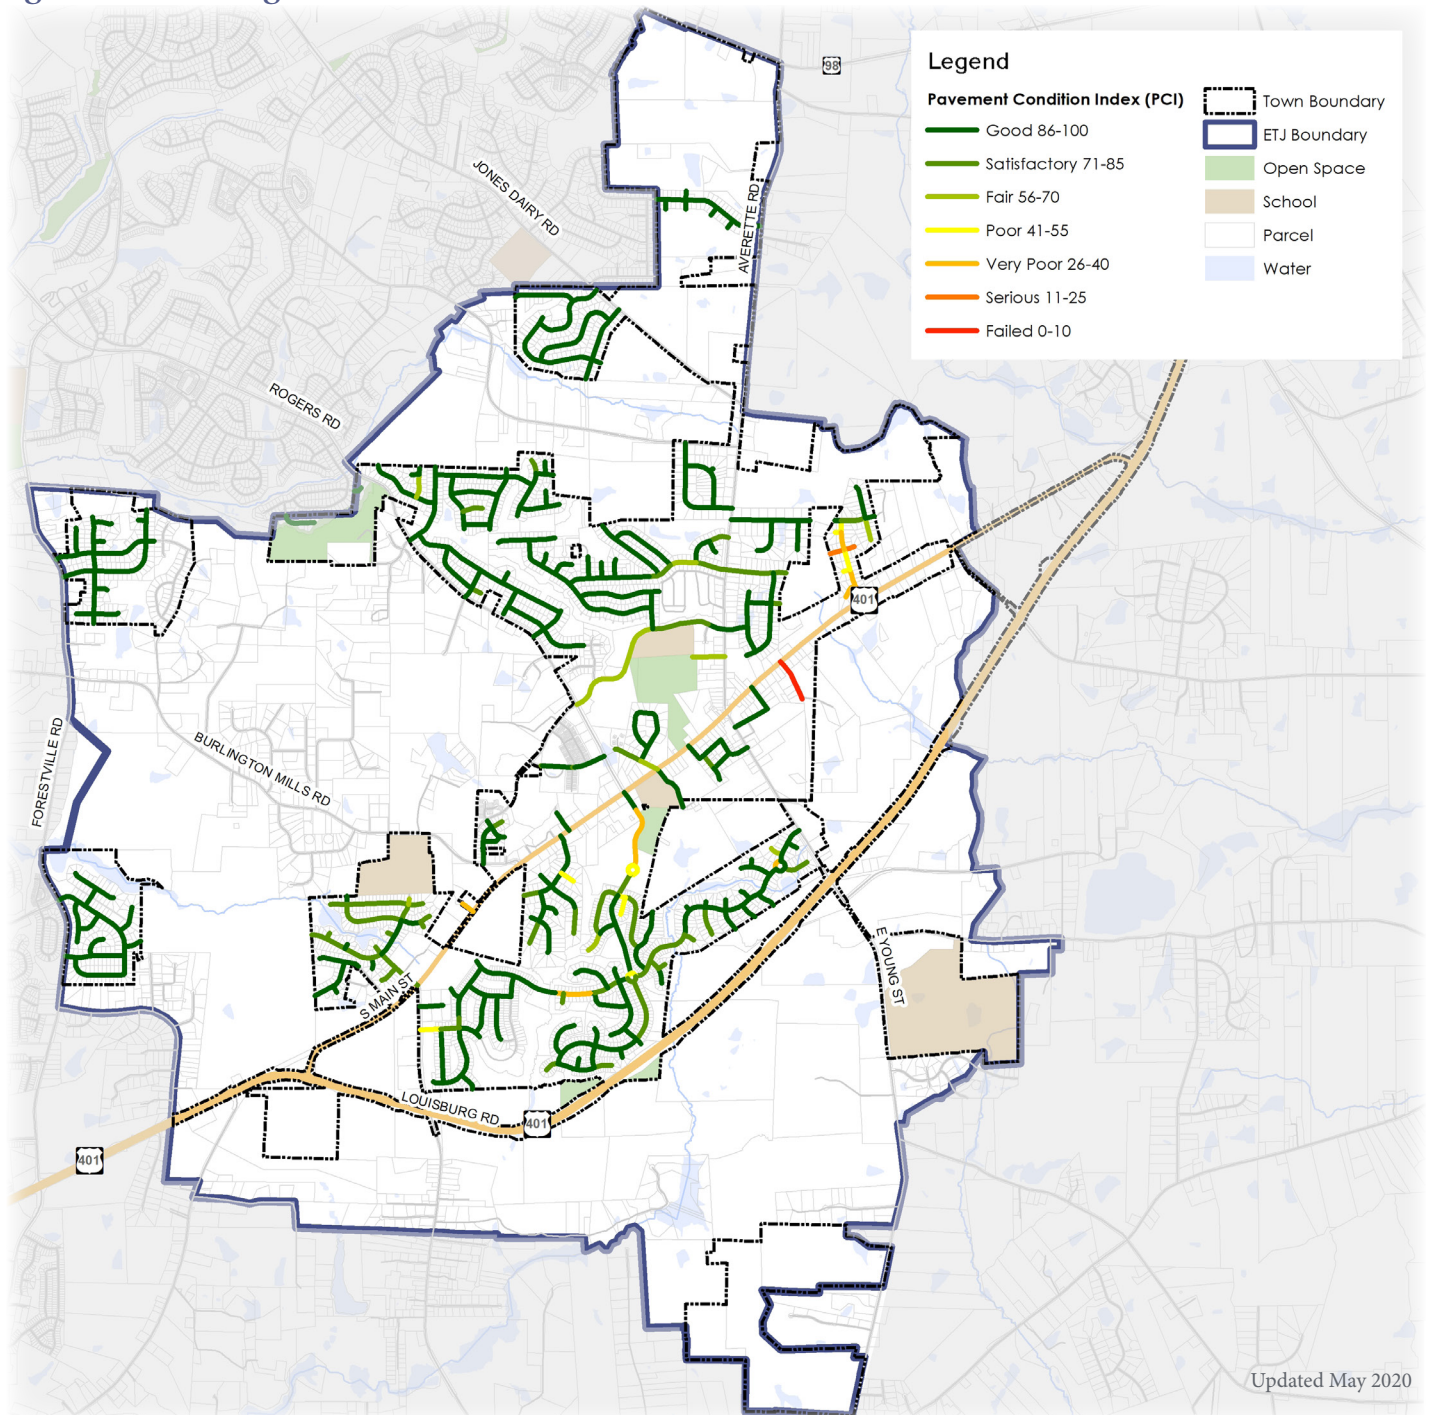 98
Legend
Pavement Condition Index (PCI)
Good 86-100
Satisfactory 71-85
Fair 56-70
Poor 41-55
Very Poor 26-40
Serious 11-25
Failed 0-10
Town Boundary
ETJ Boundary
Open Space
School
Parcel
Water
JONES DAIRY RD
AVERETTE RD
ROGERS RD
401
FORESTVILLE RD
BURLINGTON MILLS RD
E YOUNG ST
S MAIN ST
LOUISBURG RD
401
401
Updated May 2020